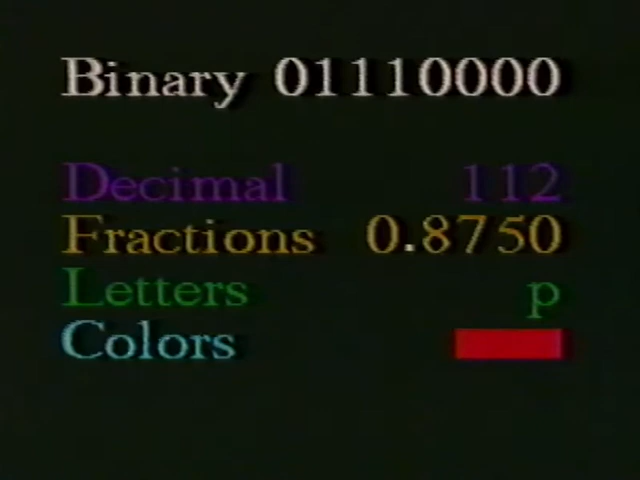 Binary 01110000
Decimal 112
Fractions 0.8750
Letters p
Colors